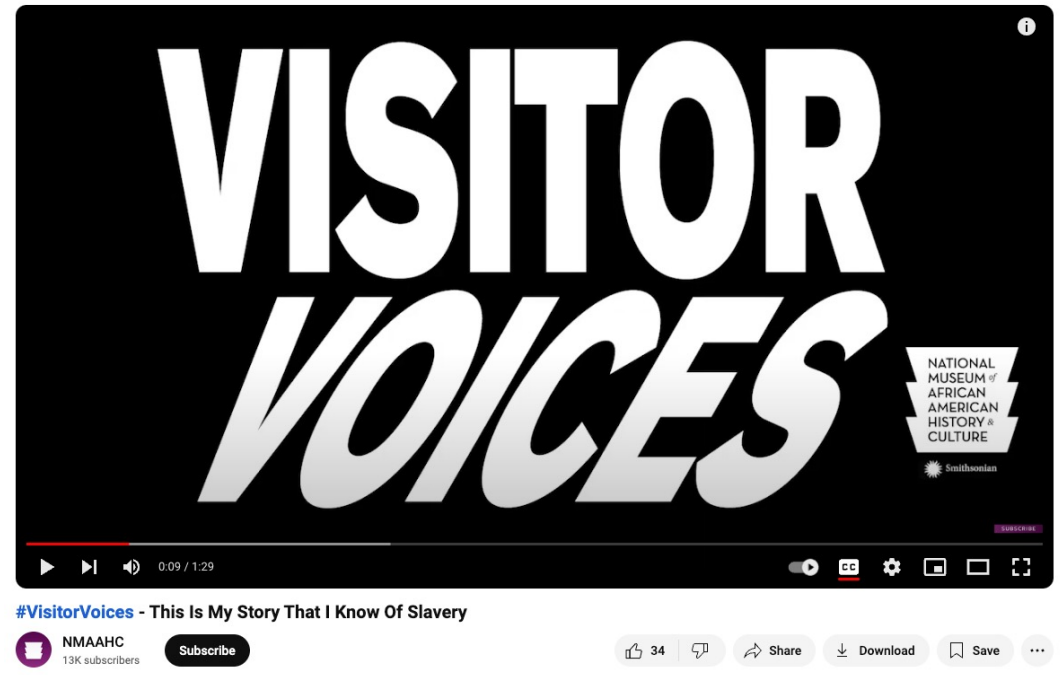 VISITOR
VOICES
NATIONAL
MUSEUM of
AFRICAN
AMERICAN
HISTORY &
CULTURE
Smithsonian
SUBSCRIBE
0:09 / 1:29
CC
#VisitorVoices - This Is My Story That I Know Of Slavery
NMAAHC
13K subscribers
Subscribe
34
Share
Download
Save